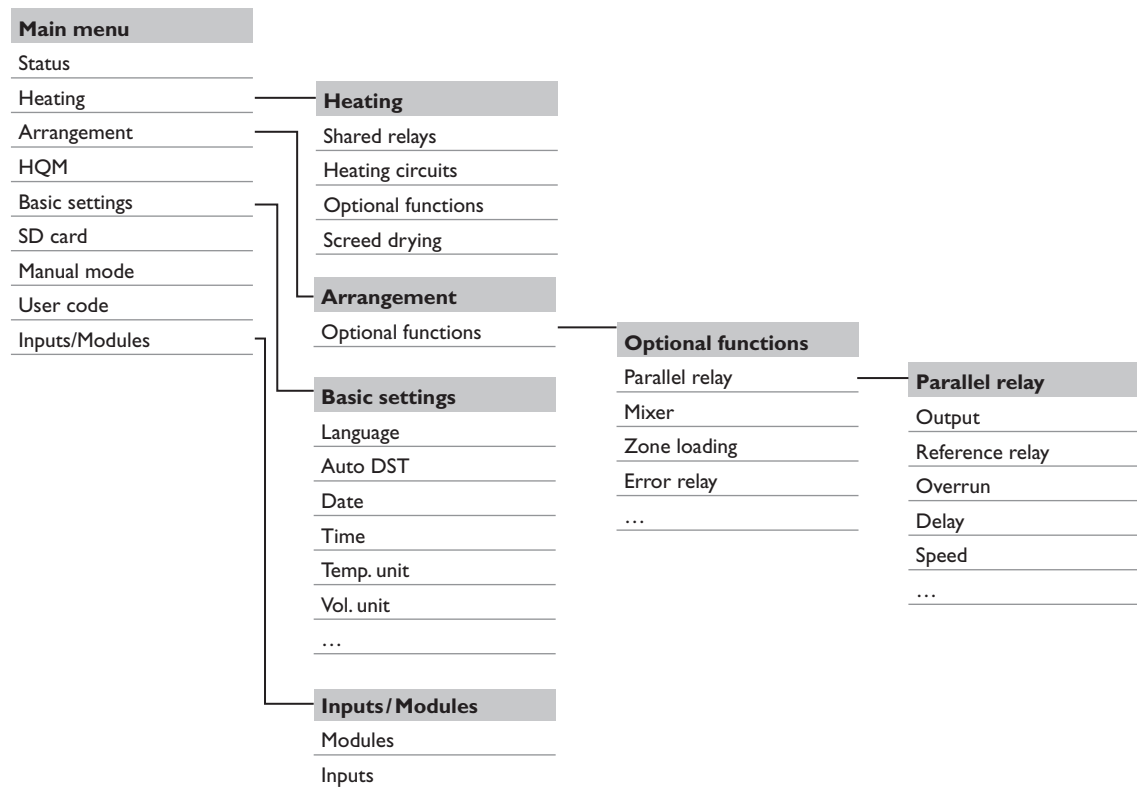 Main menu
Status
Heating
Arrangement
HQM
Basic settings
SD card
Manual mode
User code
Inputs/Modules
Heating
Shared relays
Heating circuits
Optional functions
Screed drying
Arrangement
Optional functions
Basic settings
Language
Auto DST
Date
Time
Temp. unit
Vol. unit
…
Inputs/Modules
Modules
Inputs
Optional functions
Parallel relay
Mixer
Zone loading
Error relay
…
Parallel relay
Output
Reference relay
Overrun
Delay
Speed
…